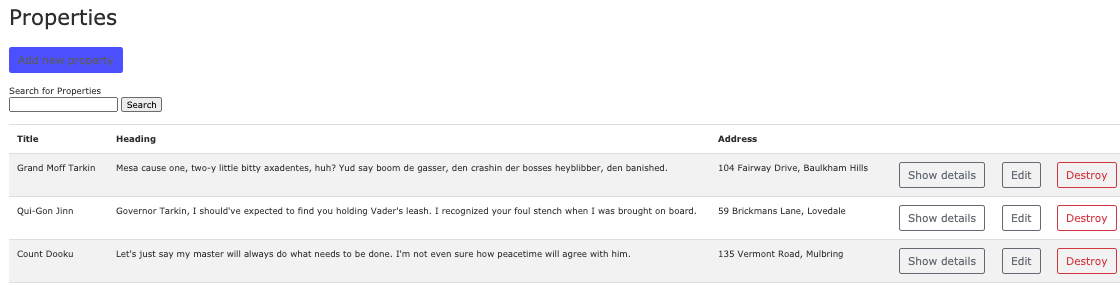 Properties
Add new property
Search for Properties
Search
Title Heading Address
Grand Moff Tarkin Mesa cause one, two-y little bitty axadentes, huh? Yud say boom de gasser, den crashin der bosses heyblibber, den banished. 104 Fairway Drive, Baulkham Hills Show details Edit Destroy
Qui-Gon Jinn Governor Tarkin, I should've expected to find you holding Vader's leash. I recognized your foul stench when I was brought on board. 59 Brickmans Lane, Lovedale Show details Edit Destroy
Count Dooku Let's just say my master will always do what needs to be done. I'm not even sure how peacetime will agree with him. 135 Vermont Road, Mulbring Show details Edit Destroy